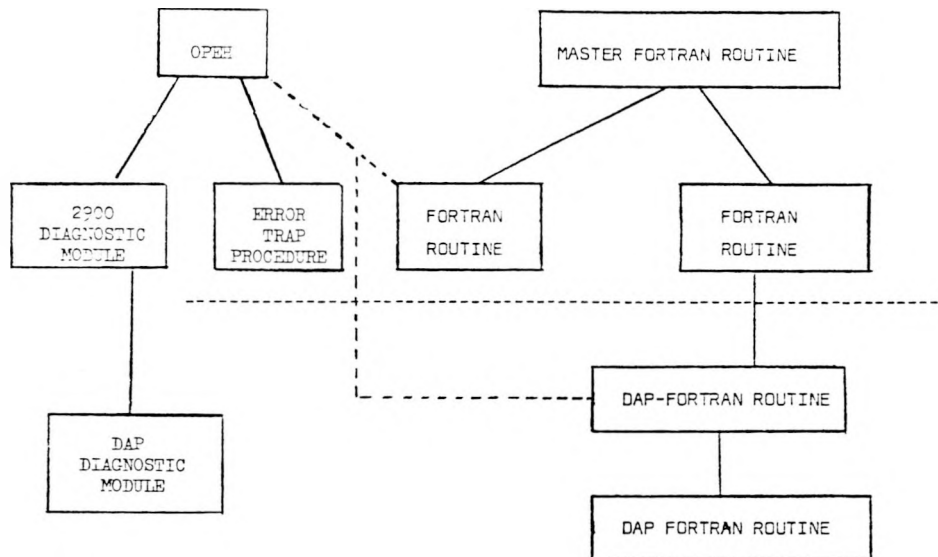 OPEH
MASTER FORTRAN ROUTINE
2900
DIAGNOSTIC
MODULE
ERROR
TRAP
PROCEDURE
FORTRAN
ROUTINE
FORTRAN
ROUTINE
DAP-FORTRAN ROUTINE
DAP
DIAGNOSTIC
MODULE
DAP FORTRAN ROUTINE